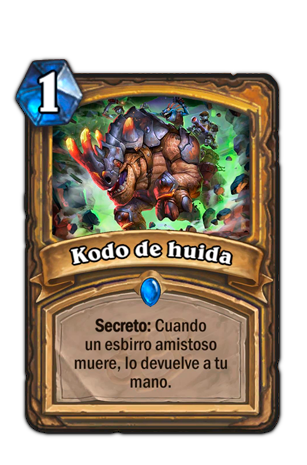 1
Kodo de huida
Secreto: Cuando
un esbirro amistoso
muere, lo devuelve a tu
mano.